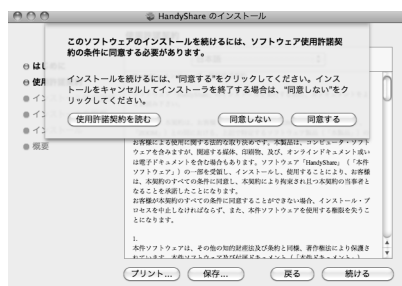 HandyShare のインストール
このソフトウェアのインストールを続けるには、ソフトウェア使用許諾契
約の条件に同意する必要があります。
インストールを続けるには、"同意する"をクリックしてください。インス
トールをキャンセルしてインストーラを終了する場合は、"同意しない"をク
リックしてください。
使用許諾契約を読む
同意しない
同意する
はじ
使用
イン
イン
イン
概要
お客様による使用に関する法的な取り決めです。本製品は、コンピュータ・ソフト
ウェアを含みますが、関連する媒体、印刷物、及び、オンラインドキュメント或い
は電子ドキュメントを含む場合もあります。ソフトウェア「HandyShare」（「本件
ソフトウェア」）の一部を受領し、インストールし、使用することにより、お客様
は、本契約のすべての条件に同意し、本契約により拘束され且つ本契約の当事者と
なることを承諾したことになります。
お客様が本契約のすべての条件に同意することができない場合、インストール・プ
ロセスを中止しなければならず、また、本件ソフトウェアを使用する権限を失うこ
とになります。
1.
本件ソフトウェアは、その他の知的財産法及び条約と同様、著作権法により保護さ
プリント...
保存...
戻る
続ける